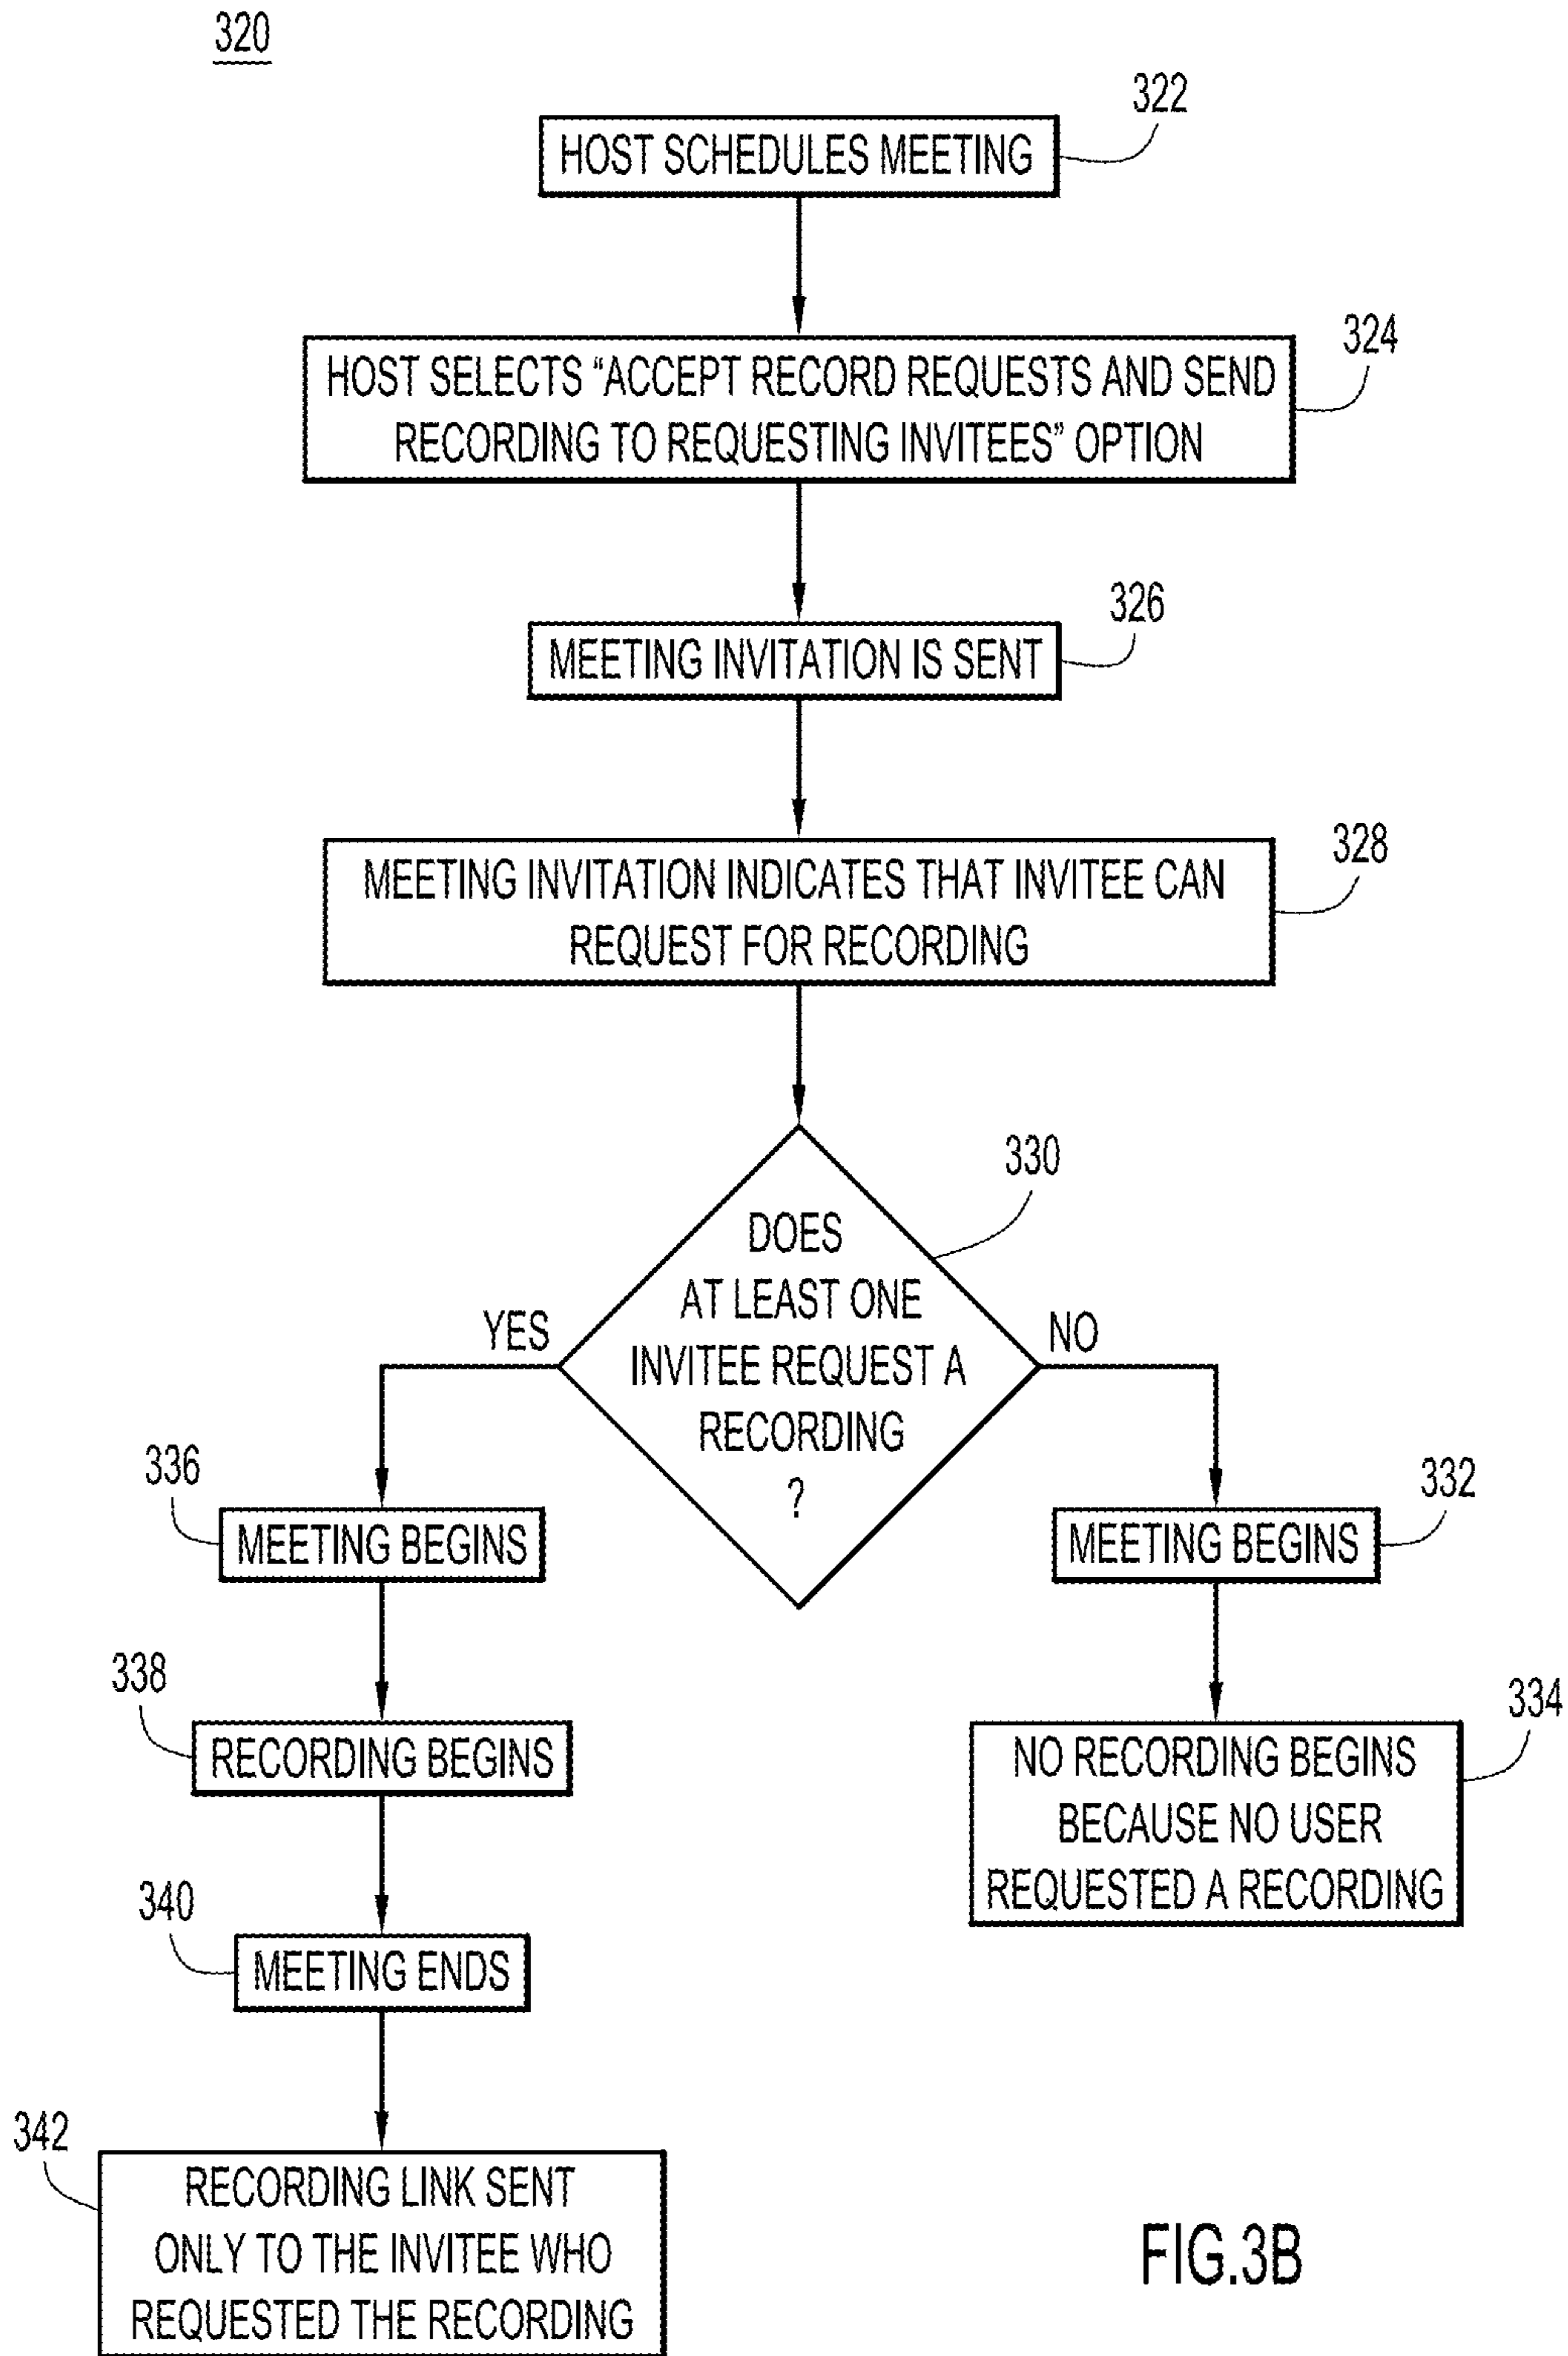 320
322
HOST SCHEDULES MEETING
324
HOST SELECTS “ACCEPT RECORD REQUESTS AND SEND
RECORDING TO REQUESTING INVITEES” OPTION
326
MEETING INVITATION IS SENT
328
MEETING INVITATION INDICATES THAT INVITEE CAN
REQUEST FOR RECORDING
330
DOES
AT LEAST ONE
INVITEE REQUEST A
RECORDING
?
YES
NO
336
MEETING BEGINS
332
MEETING BEGINS
338
RECORDING BEGINS
334
NO RECORDING BEGINS
BECAUSE NO USER
REQUESTED A RECORDING
340
MEETING ENDS
342
RECORDING LINK SENT
ONLY TO THE INVITEE WHO
REQUESTED THE RECORDING
FIG.3B